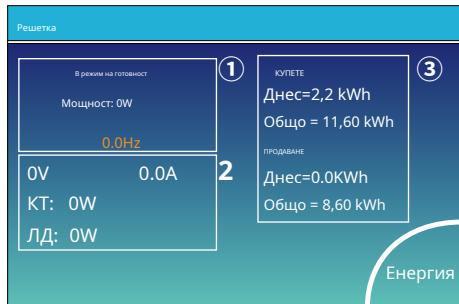 Решетка
В режим на готовност
①
Мощност: 0W
0.0Hz
0V 0.0A
2
КТ: 0W
ЛД: 0W
③
КУПЕТЕ
Днес=2,2 kWh
Общо = 11,60 kWh
ПРОДАВАНЕ
Днес=0.0KWh
Общо = 8,60 kWh
Енергия